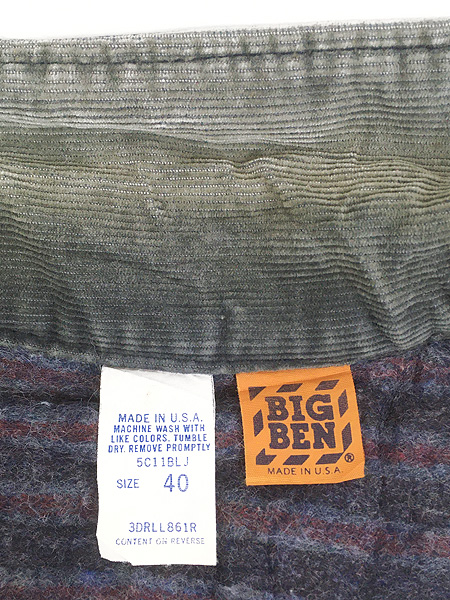 MADE IN U.S.A.
MACHINE WASH WITH
LIKE COLORS. TUMBLE
DRY. REMOVE PROMPTLY
5C11BLJ
SIZE 40
3DRLL861R
CONTENT ON REVERSE
BIG
BEN
®
MADE IN U.S.A.